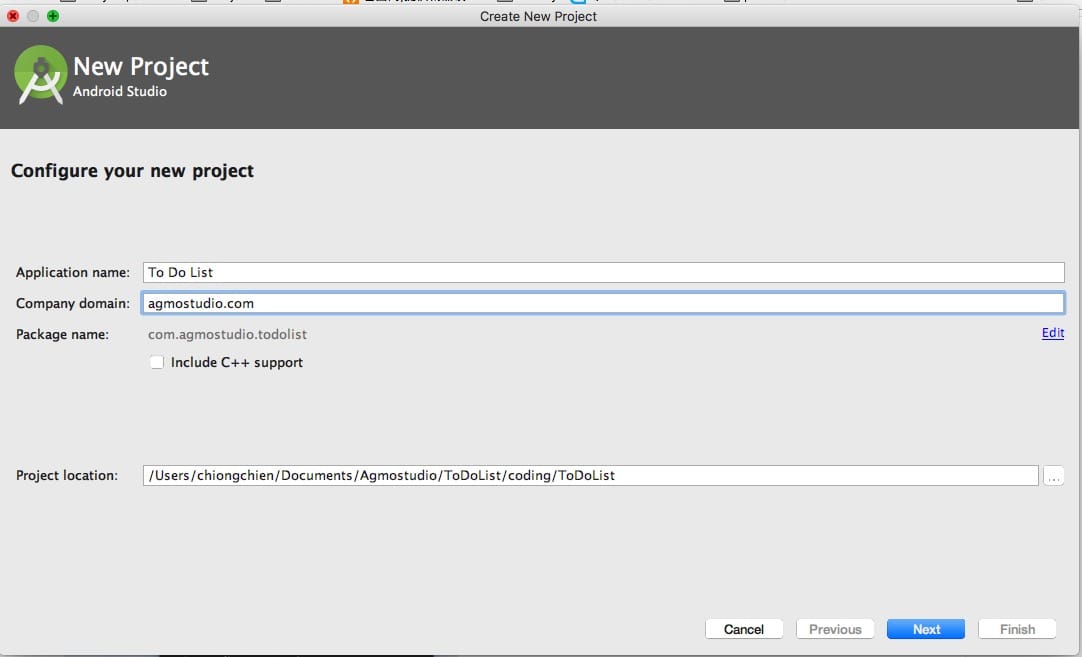 Create New Project
New Project
Android Studio
Configure your new project
Application name: To Do List
Company domain: agmostudio.com
Package name: com.agmostudio.todolist Edit
Include C++ support
Project location: /Users/chiongchien/Documents/Agmostudio/ToDoList/coding/ToDoList ...
Cancel Previous Next Finish